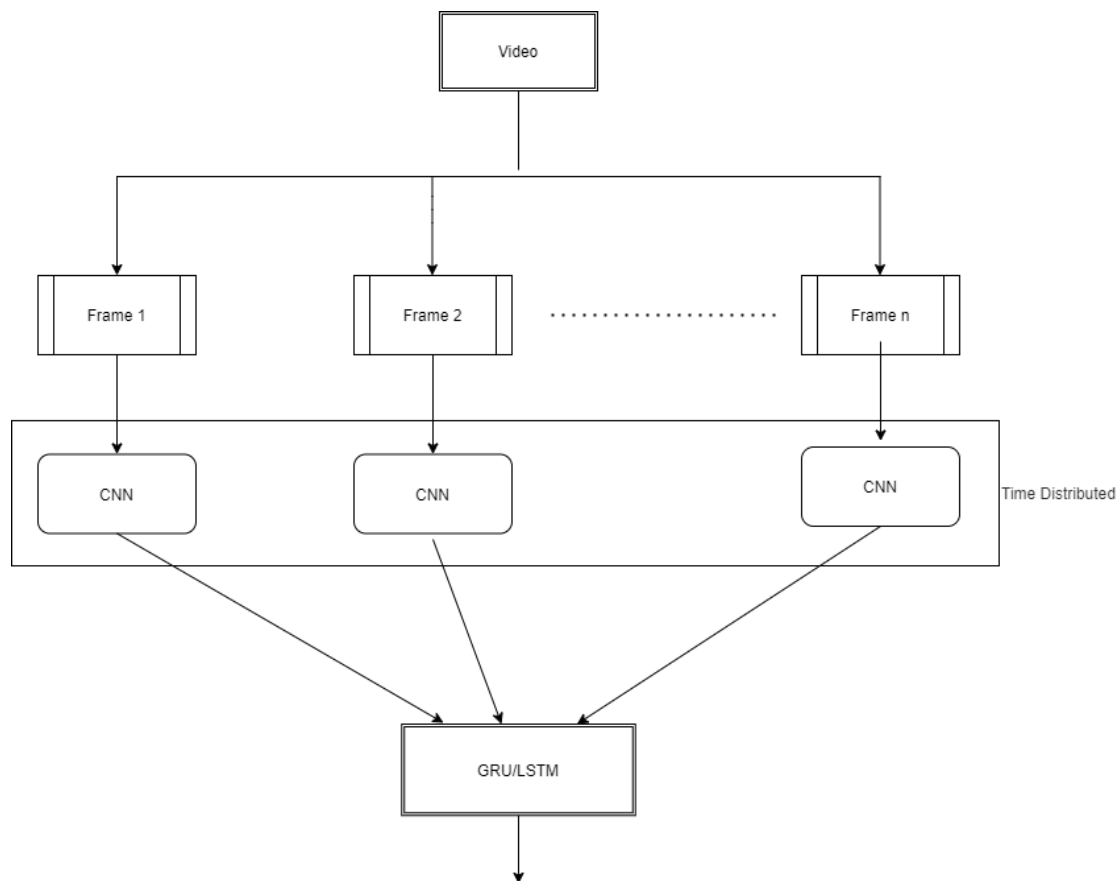 Video
Frame 1
Frame 2
Frame n
CNN
CNN
CNN
Time Distributed
GRU/LSTM